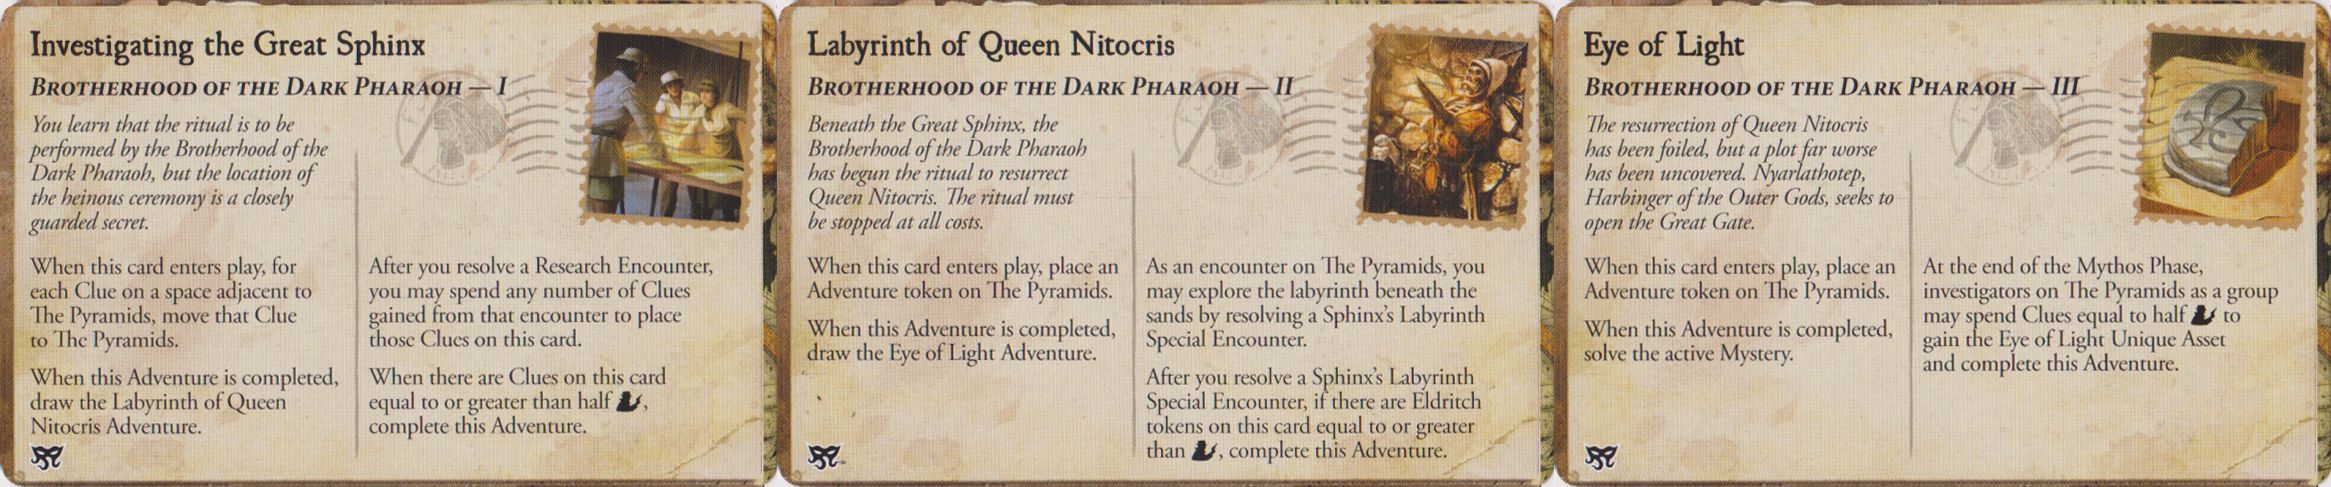 Investigating the Great Sphinx
Brotherhood of the Dark Pharaoh — I
You learn that the ritual is to be
performed by the Brotherhood of the
Dark Pharaoh, but the location of
the heinous ceremony is a closely
guarded secret.
When this card enters play, for
each Clue on a space adjacent to
The Pyramids, move that Clue
to The Pyramids.
When this Adventure is completed,
draw the Labyrinth of Queen
Nitocris Adventure.
After you resolve a Research Encounter,
you may spend any number of Clues
gained from that encounter to place
those Clues on this card.
When there are Clues on this card
equal to or greater than half ,
complete this Adventure.
Labyrinth of Queen Nitocris
Brotherhood of the Dark Pharaoh — II
Beneath the Great Sphinx, the
Brotherhood of the Dark Pharaoh
has begun the ritual to resurrect
Queen Nitocris. The ritual must
be stopped at all costs.
When this card enters play, place an
Adventure token on The Pyramids.
When this Adventure is completed,
draw the Eye of Light Adventure.
As an encounter on The Pyramids, you
may explore the labyrinth beneath the
sands by resolving a Sphinx's Labyrinth
Special Encounter.
After you resolve a Sphinx's Labyrinth
Special Encounter, if there are Eldritch
tokens on this card equal to or greater
than , complete this Adventure.
Eye of Light
Brotherhood of the Dark Pharaoh — III
The resurrection of Queen Nitocris
has been foiled, but a plot far worse
has been uncovered. Nyarlathotep,
Harbinger of the Outer Gods, seeks to
open the Great Gate.
When this card enters play, place an
Adventure token on The Pyramids.
When this Adventure is completed,
solve the active Mystery.
At the end of the Mythos Phase,
investigators on The Pyramids as a group
may spend Clues equal to half to
gain the Eye of Light Unique Asset
and complete this Adventure.